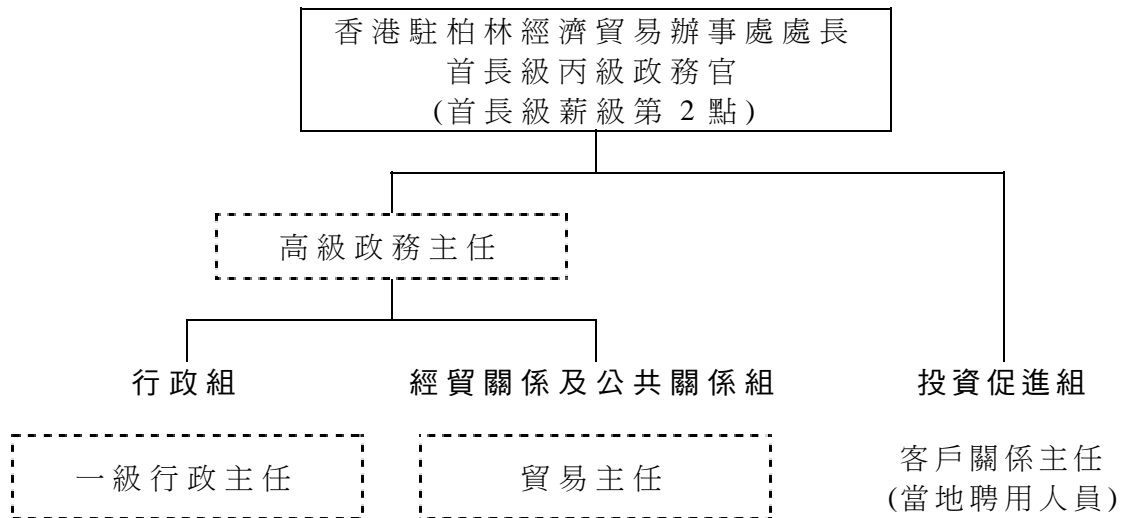 香港駐柏林經濟貿易辦事處處長
首長級丙級政務官
(首長級薪級第 2 點)
高級政務主任
行政組
經貿關係及公共關係組
投資促進組
一級行政主任
貿易主任
客戶關係主任
(當地聘用人員)